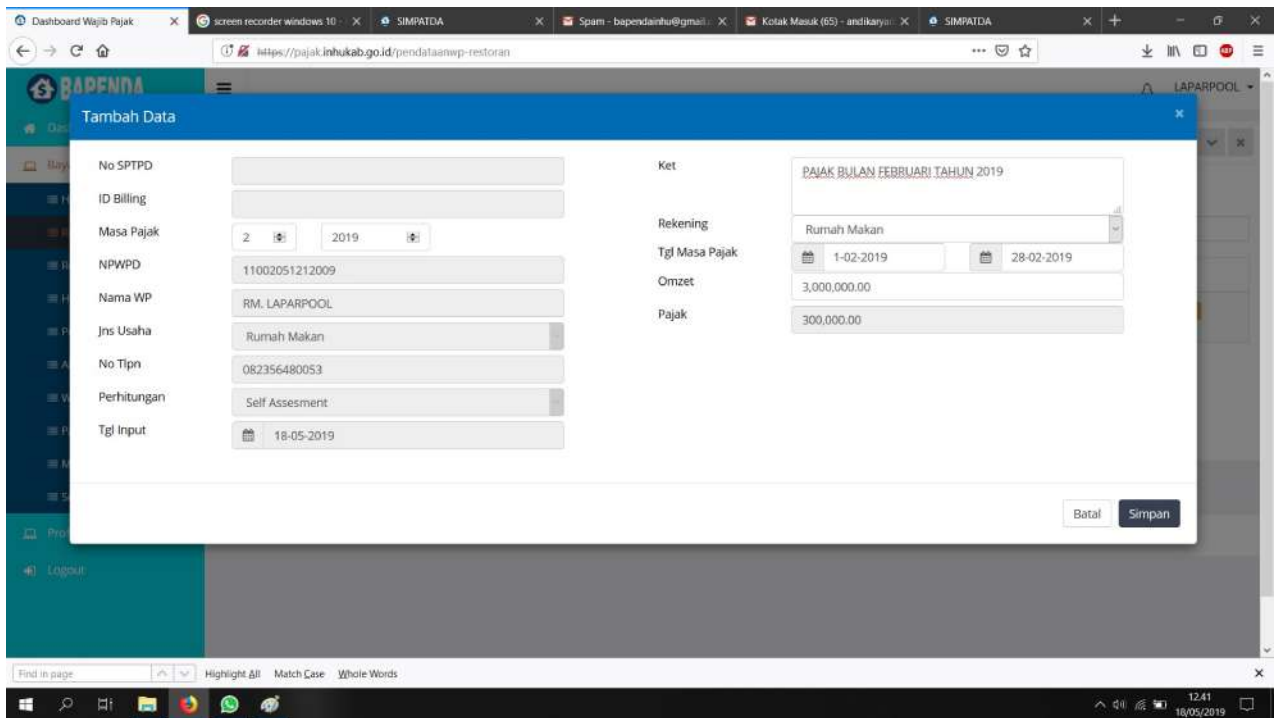 Dashboard Wajib Pajak
screen recorder windows 10 -
SIMPATDA
Spam - bapendainhu@gmail.
Kotak Masuk (65) - andikarya
SIMPATDA
https://pajak.inhukab.go.id/pendataanwp-restoran
BAPENDA
LAPARPOOL
Tambah Data
No SPTPD
ID Billing
Masa Pajak 2 2019
NPWPD 11002051212009
Nama WP RM. LAPARPOOL
Jns Usaha Rumah Makan
No Tlpn 082356480053
Perhitungan Self Assesment
Tgl Input 18-05-2019
Ket PAJAK BULAN FEBRUARI TAHUN 2019
Rekening Rumah Makan
Tgl Masa Pajak 1-02-2019 28-02-2019
Omzet 3,000,000.00
Pajak 300,000.00
Batal Simpan
Logout
Find in page Highlight All Match Case Whole Words
12.41
18/05/2019